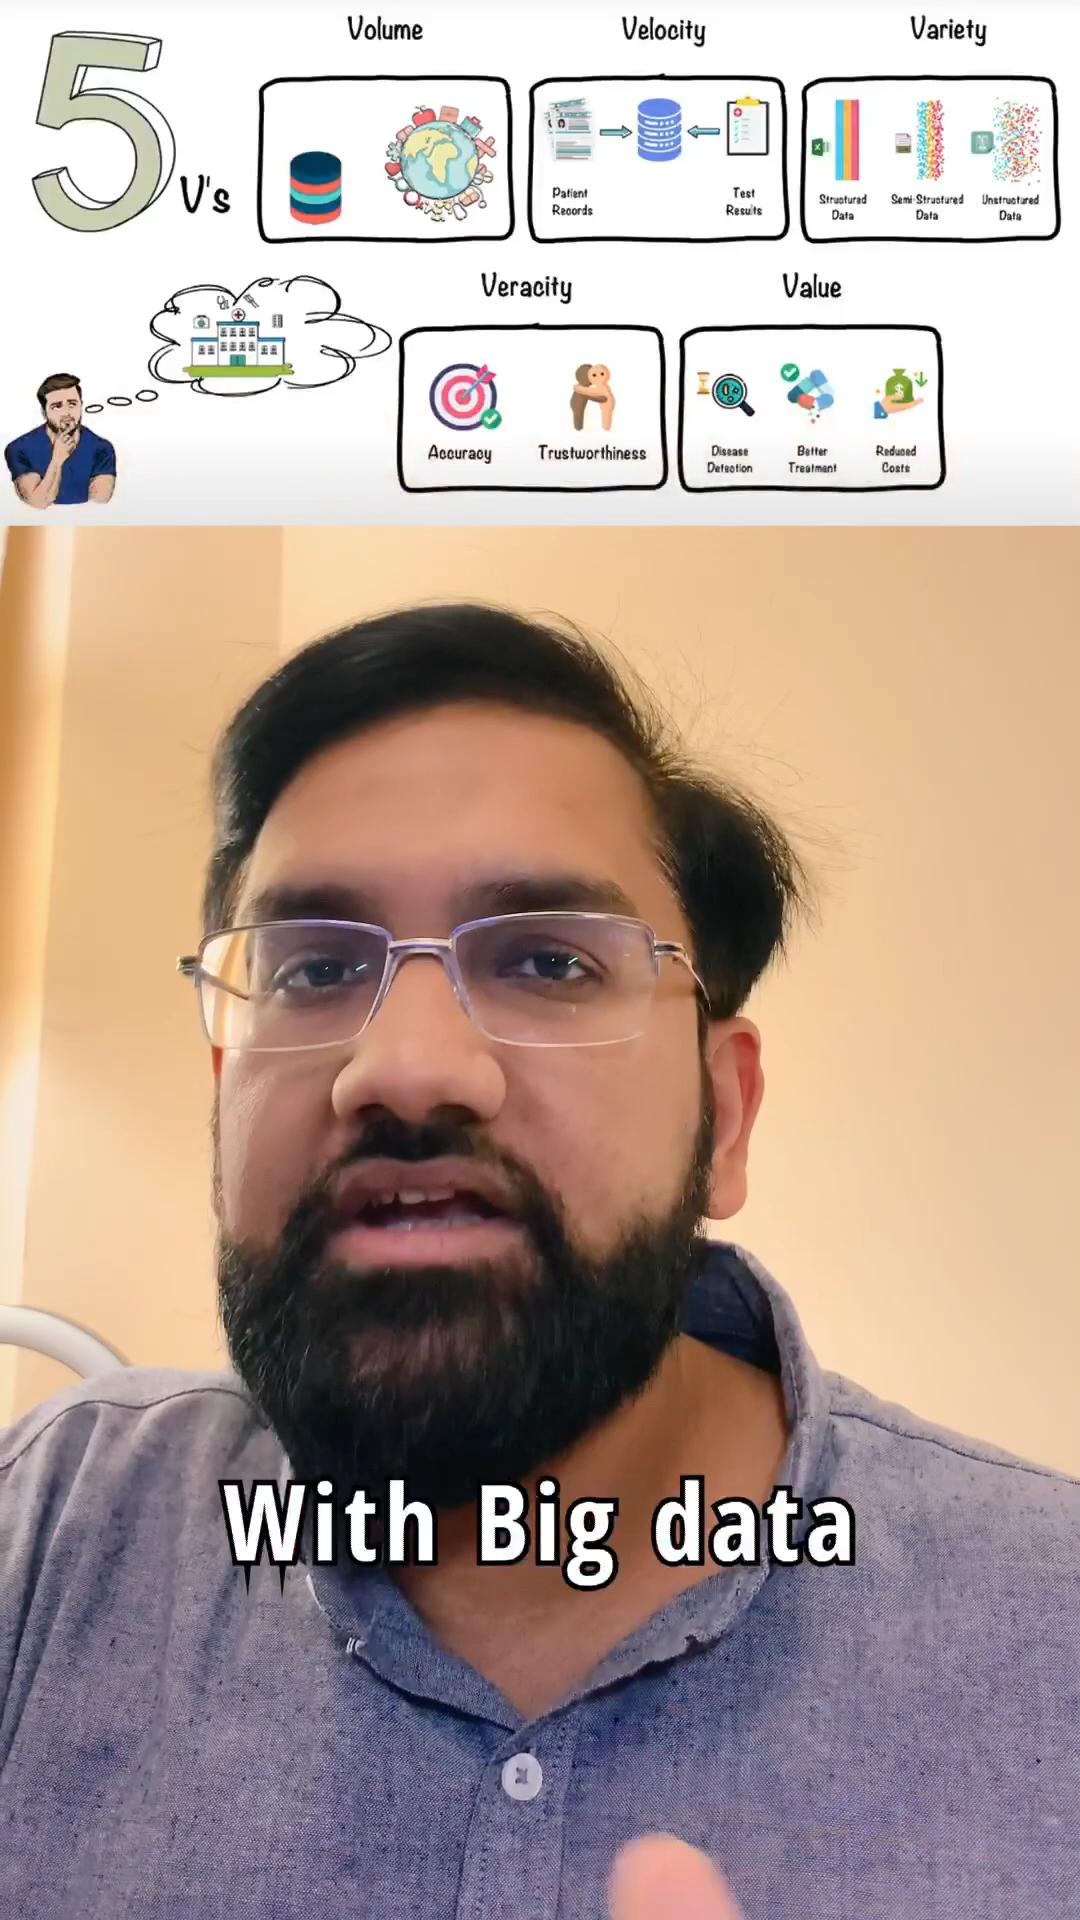 5 V's
Volume
Velocity
Patient
Records
Test
Results
Variety
Structured
Data
Semi-Structured
Data
Unstructured
Data
Veracity
Accuracy
Trustworthiness
Value
Disease
Detection
Better
Treatment
Reduced
Costs
With Big data